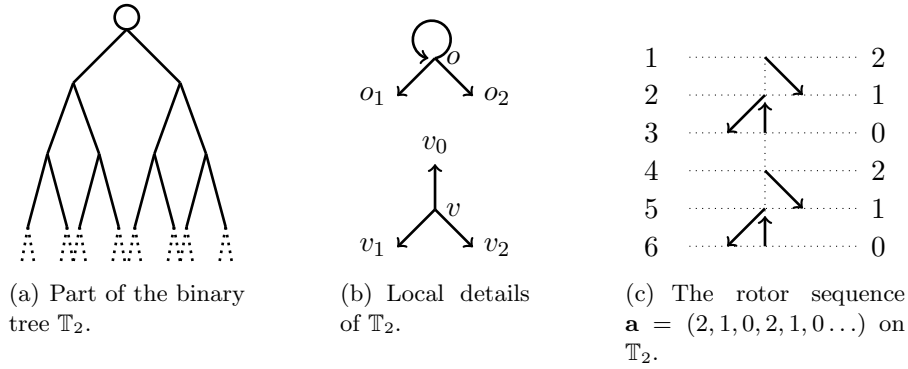 o
o₁ o₂
v₀
v
v₁ v₂
1 2
2 1
3 0
4 2
5 1
6 0
(a) Part of the binary
tree 𝕋₂.
(b) Local details
of 𝕋₂.
(c) The rotor sequence
a = (2, 1, 0, 2, 1, 0 . . .) on
𝕋₂.